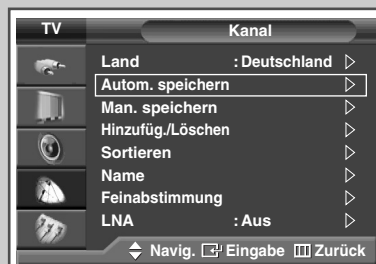 TV
Kanal
Land : Deutschland
Autom. speichern
Man. speichern
Hinzufüg./Löschen
Sortieren
Name
Feinabstimmung
LNA : Aus
Navig. Eingabe Zurück